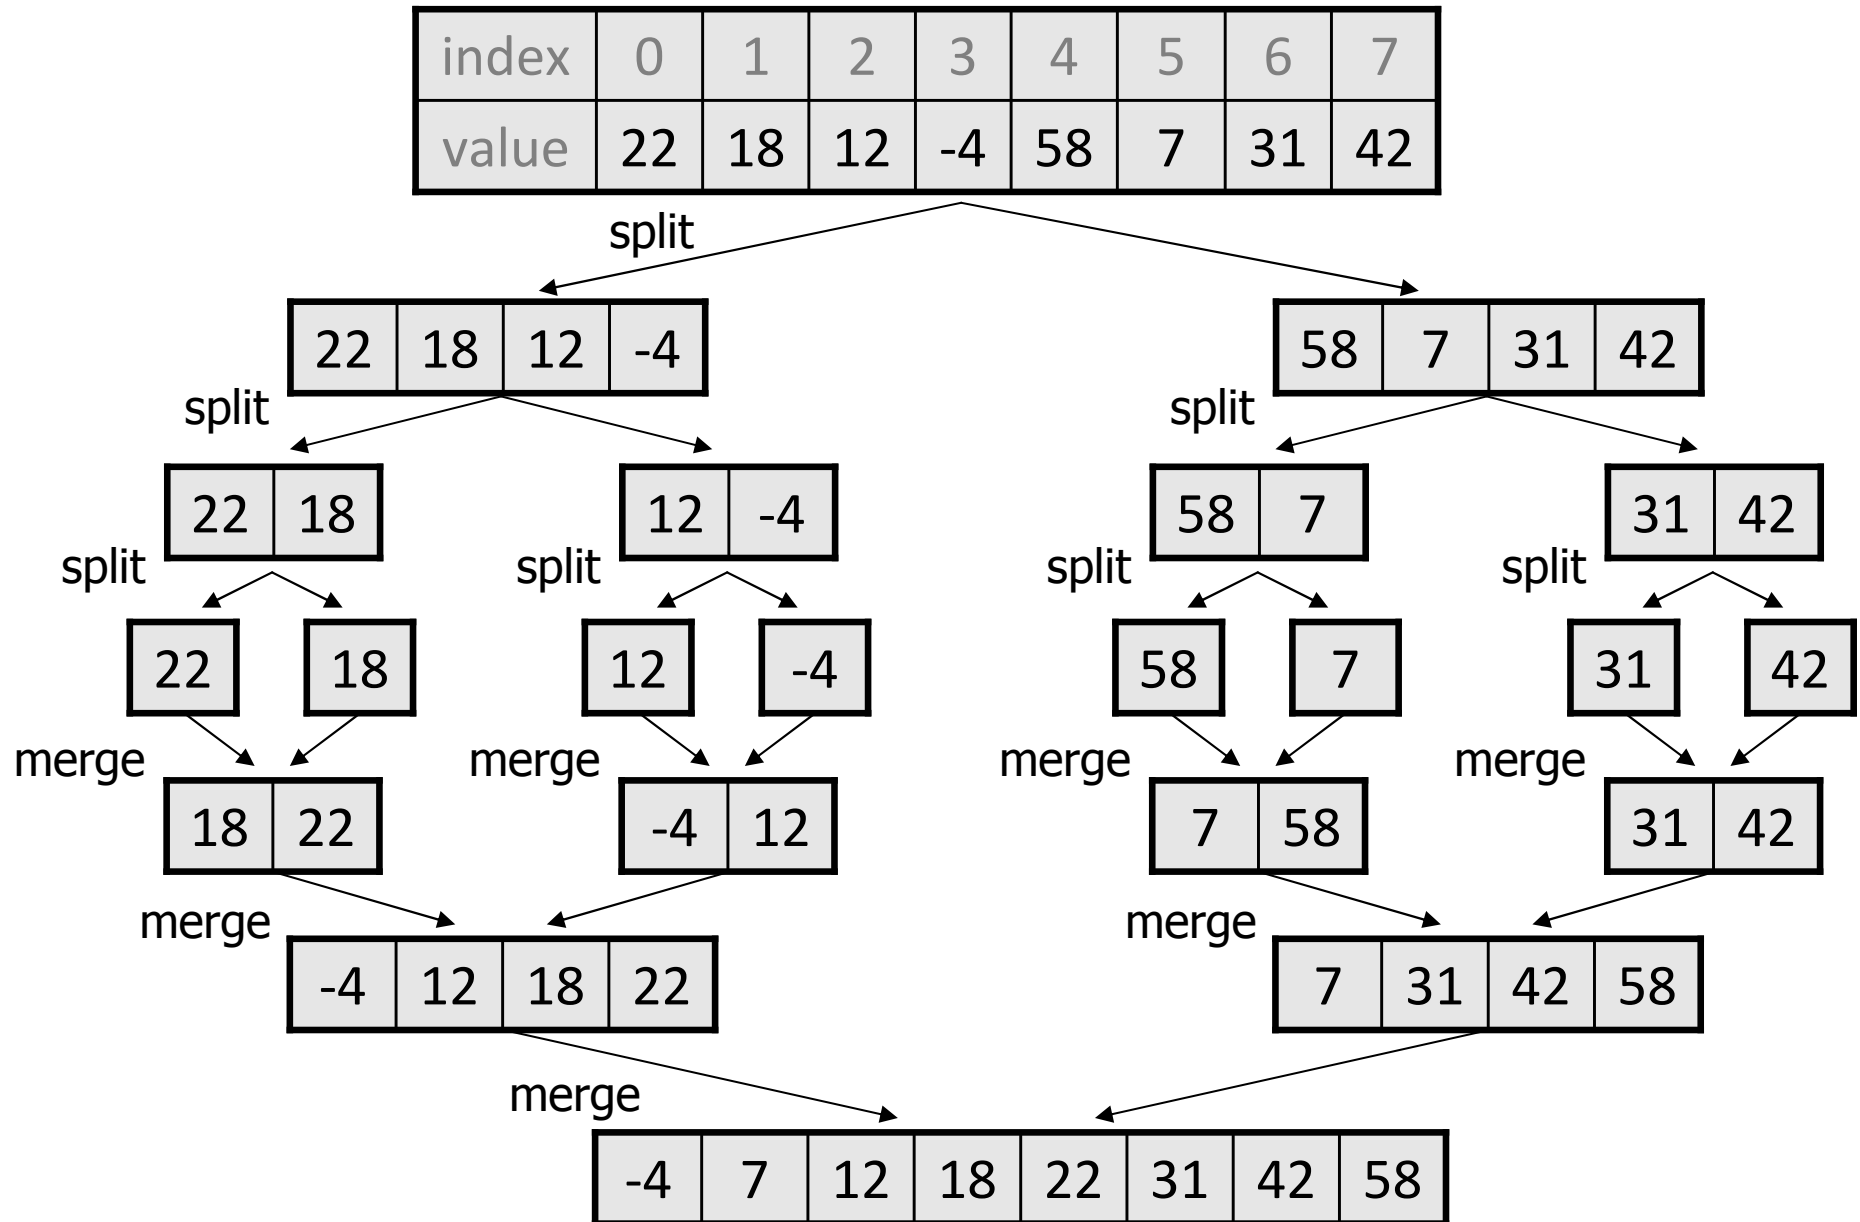 index 0 1 2 3 4 5 6 7
value 22 18 12 -4 58 7 31 42
split
22 18 12 -4 58 7 31 42
split split
22 18 12 -4 58 7 31 42
split split split split
22 18 12 -4 58 7 31 42
merge merge merge merge
18 22 -4 12 7 58 31 42
merge merge
-4 12 18 22 7 31 42 58
merge
-4 7 12 18 22 31 42 58